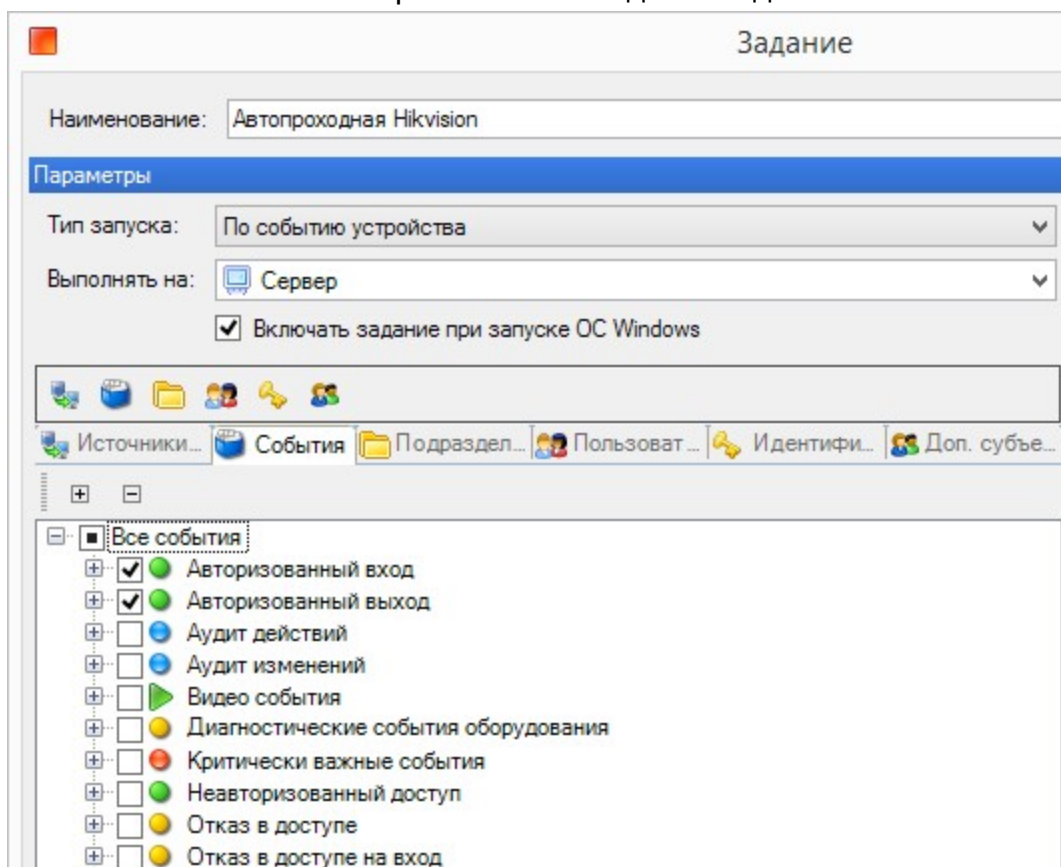 Задание
Наименование: Автопроходная Hikvision
Параметры
Тип запуска: По событию устройства
Выполнять на: Сервер
Включать задание при запуске ОС Windows
Источники... События Подраздел... Пользоват... Идентифи... Доп. субъе...
Все события
Авторизованный вход
Авторизованный выход
Аудит действий
Аудит изменений
Видео события
Диагностические события оборудования
Критически важные события
Неавторизованный доступ
Отказ в доступе
Отказ в доступе на вход